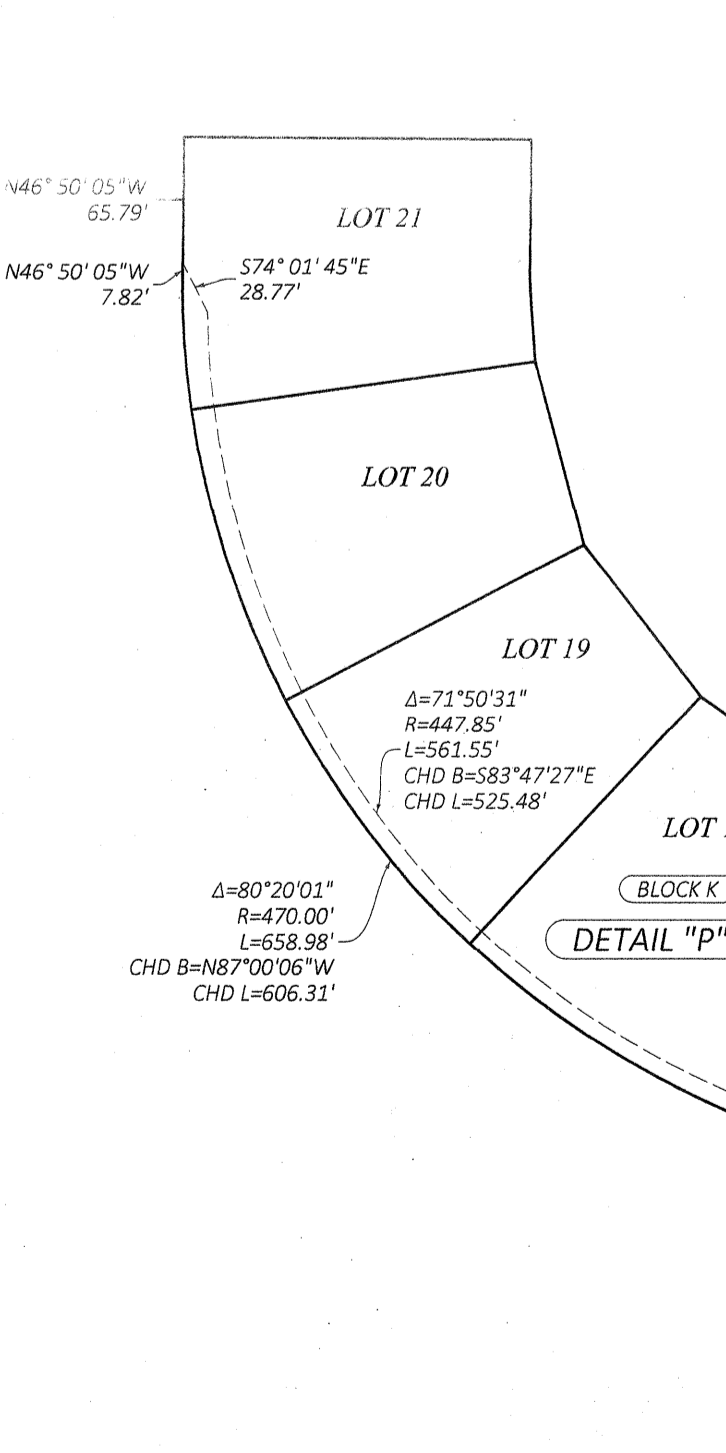 N46° 50' 05"W
65.79'
LOT 21
N46° 50' 05"W
7.82'
S74° 01' 45"E
28.77'
LOT 20
LOT 19
Δ=71°50'31"
R=447.85'
L=561.55'
CHD B=S83°47'27"E
CHD L=525.48'
LOT
BLOCK K
DETAIL "P"
Δ=80°20'01"
R=470.00'
L=658.98'
CHD B=N87°00'06"W
CHD L=606.31'